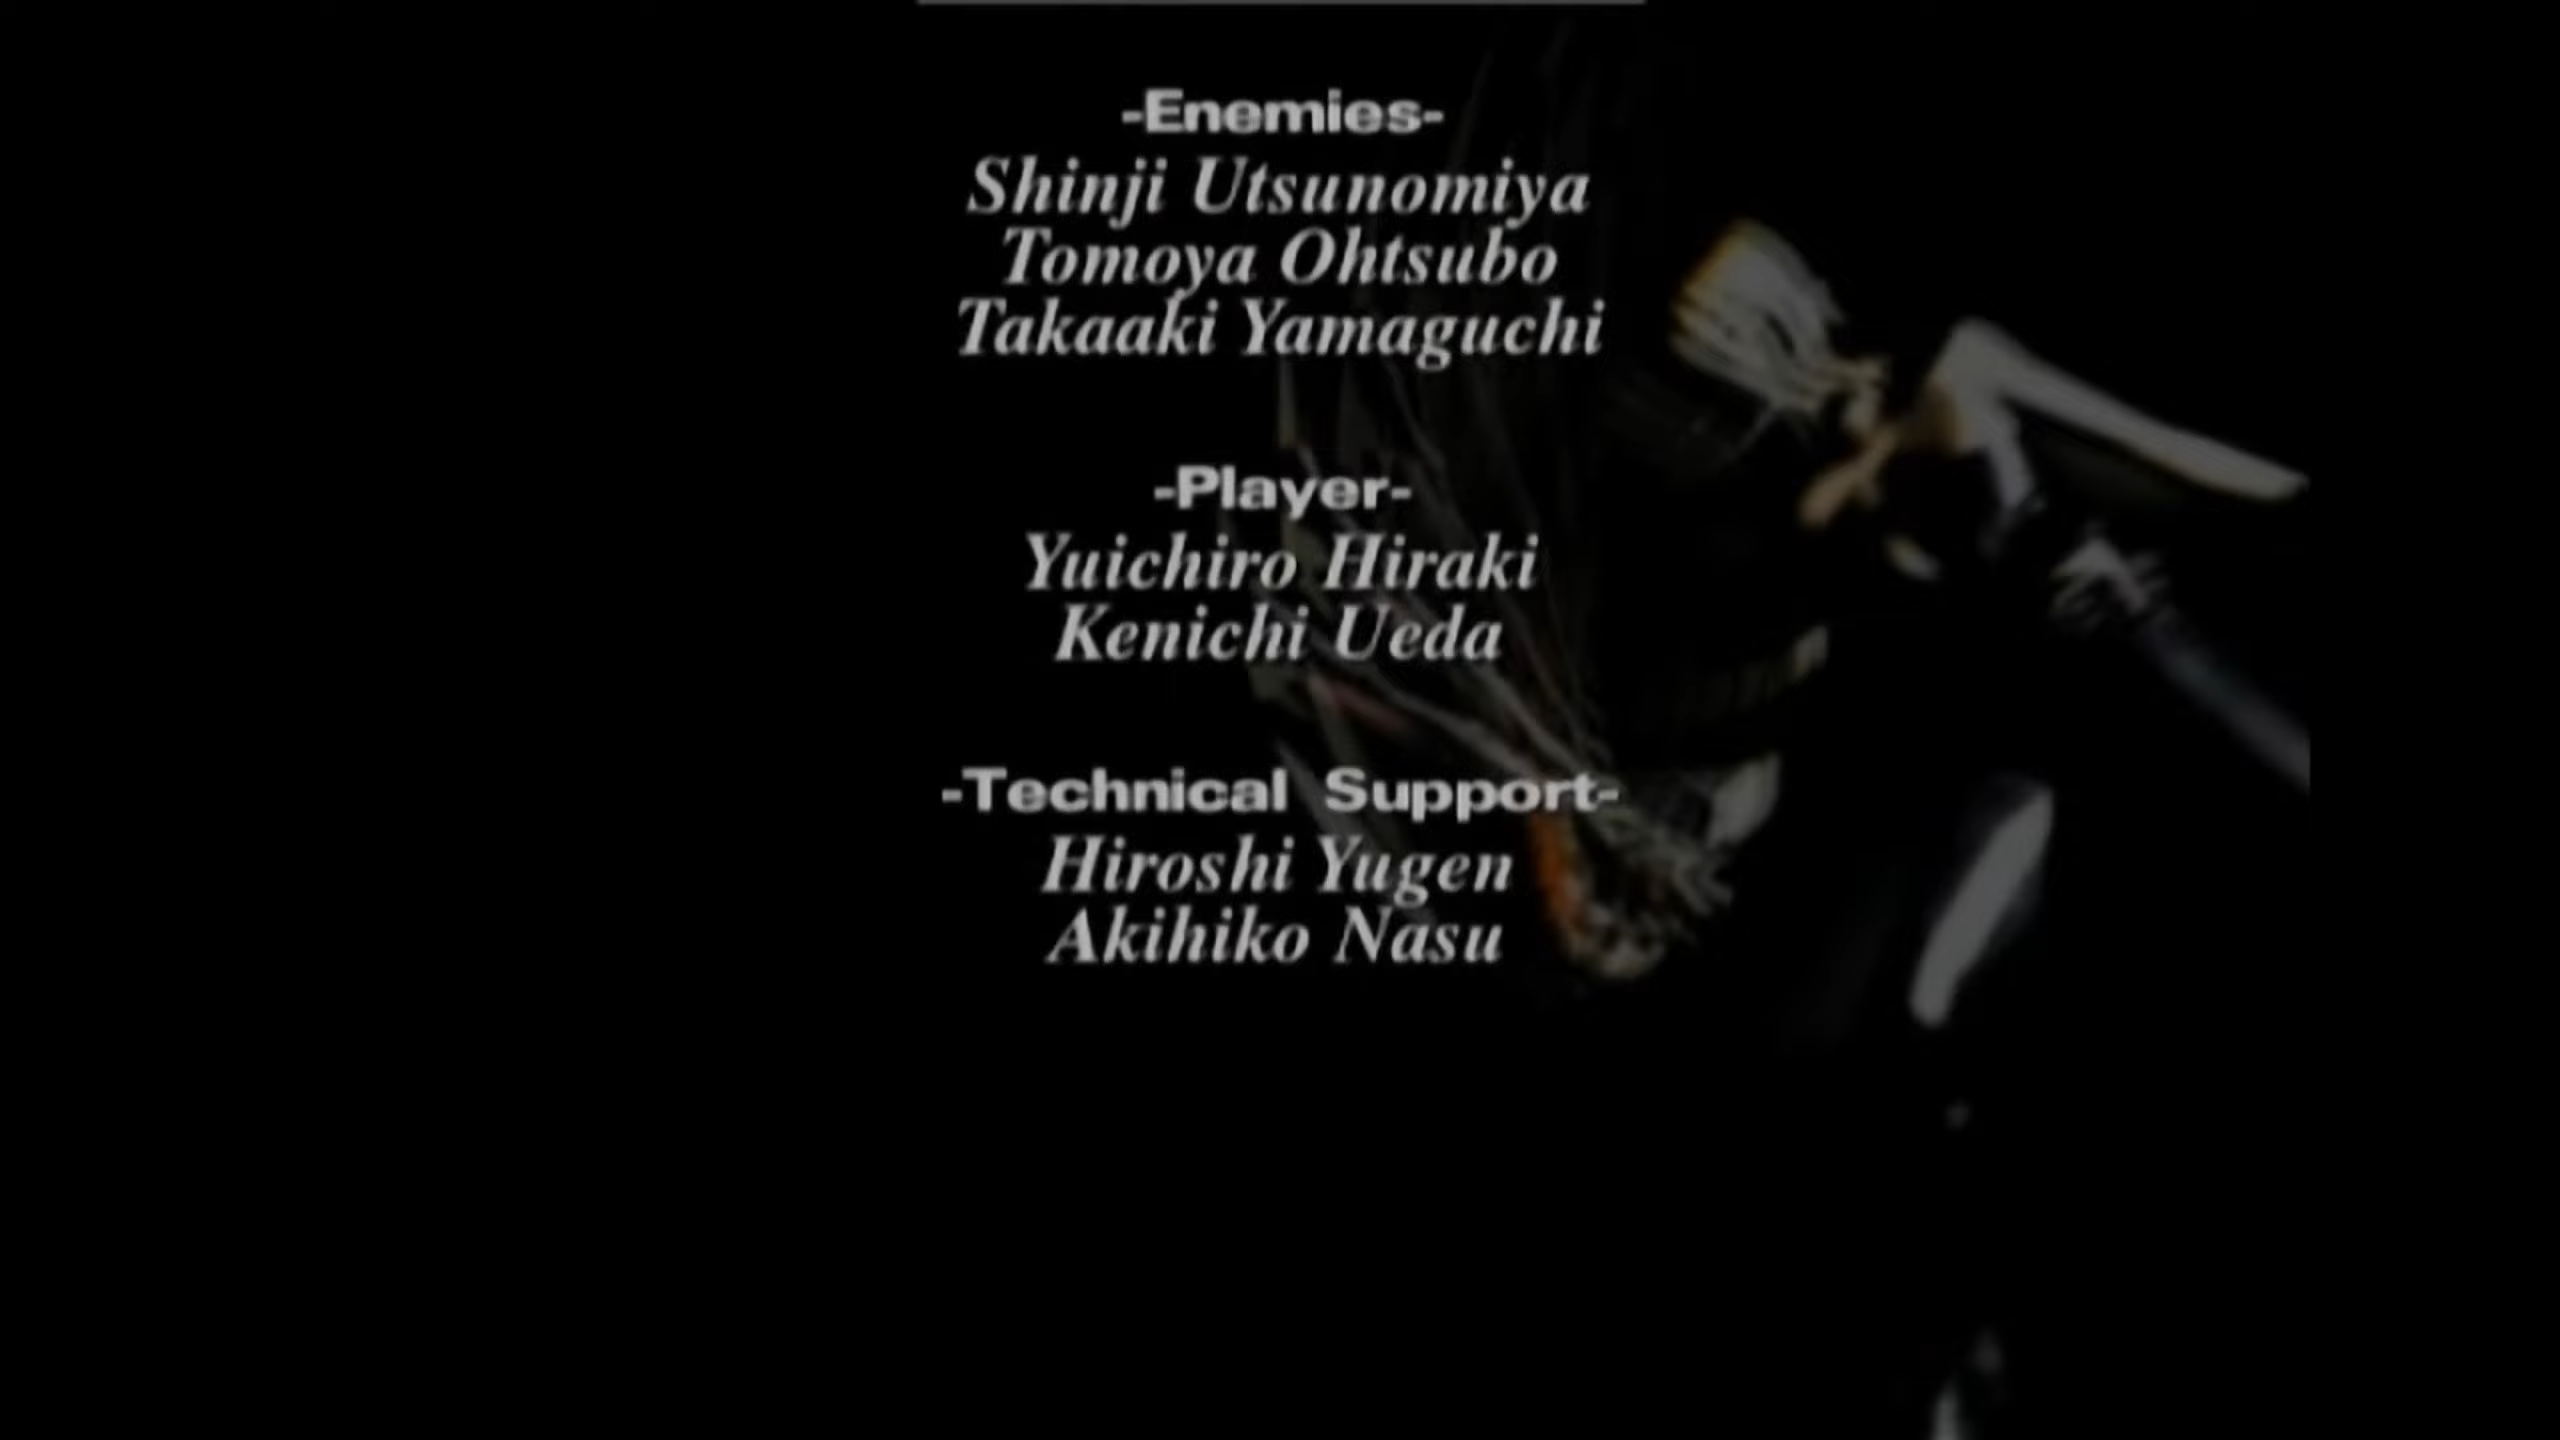 -Enemies-
Shinji Utsunomiya
Tomoya Ohtsubo
Takaaki Yamaguchi
-Player-
Yuichiro Hiraki
Kenichi Ueda
-Technical Support-
Hiroshi Yugen
Akihiko Nasu